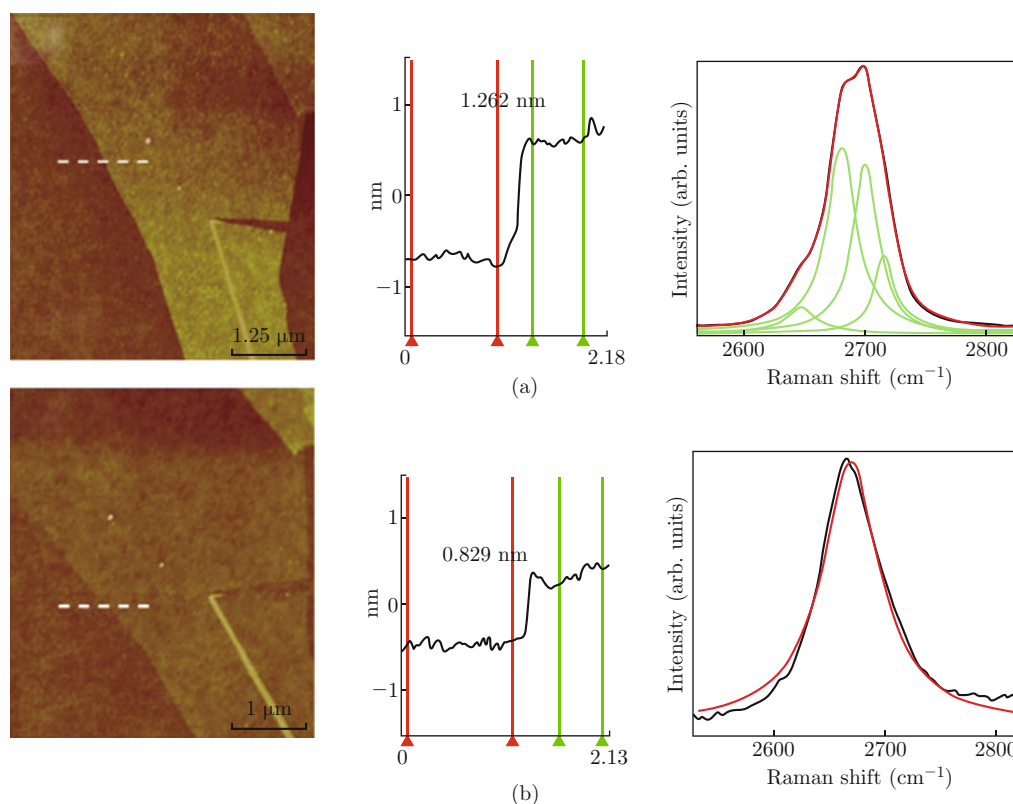 1.25 μm
1
0
−1
nm
1.262 nm
0
2.18
Intensity (arb. units)
2600
2700
2800
Raman shift (cm⁻¹)
(a)
1 μm
1
0
−1
nm
0.829 nm
0
2.13
Intensity (arb. units)
2600
2700
2800
Raman shift (cm⁻¹)
(b)